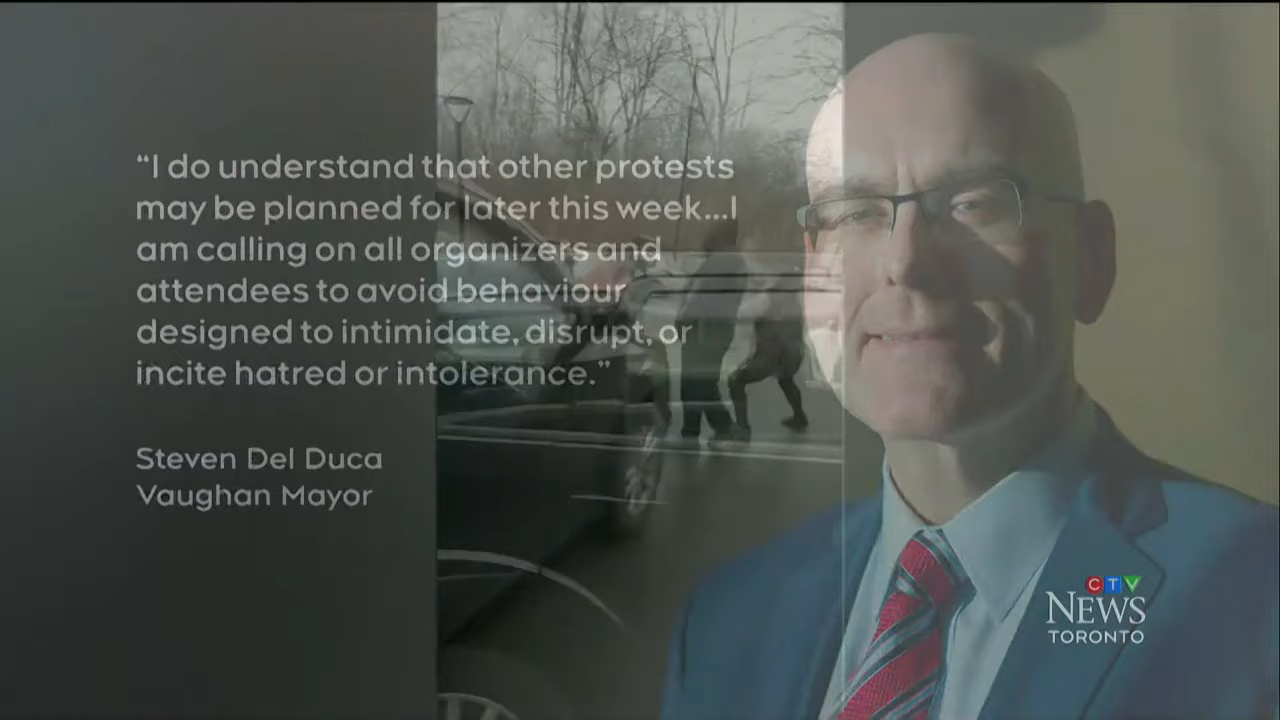 “I do understand that other protests
may be planned for later this week...I
am calling on all organizers and
attendees to avoid behaviour
designed to intimidate, disrupt, or
incite hatred or intolerance.”
Steven Del Duca
Vaughan Mayor
CTV
NEWS
TORONTO